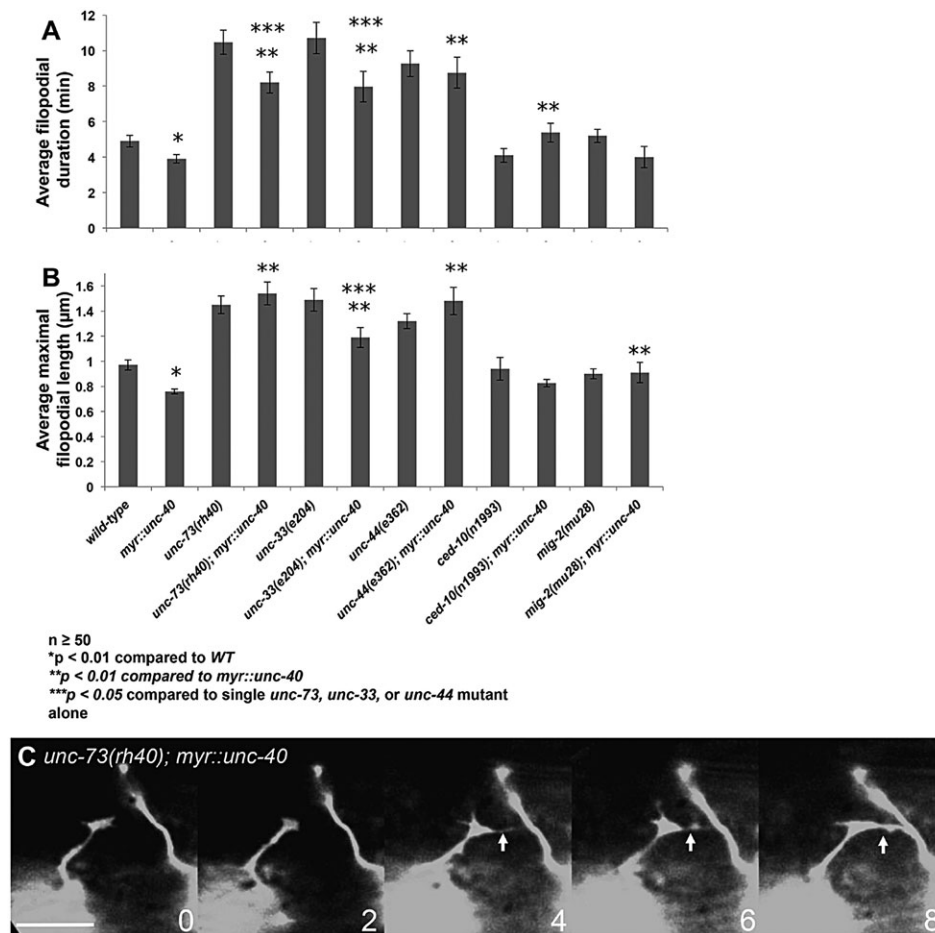 A
Average filopodial
duration (min)
12
10
8
6
4
2
0
*
***
**
***
**
**
**
B
Average maximal
filopodial length (µm)
1.6
1.4
1.2
1
0.8
0.6
0.4
0.2
0
*
**
***
**
**
**
wild-type
myr::unc-40
unc-73(rh40)
unc-73(rh40); myr::unc-40
unc-33(e204)
unc-33(e204); myr::unc-40
unc-44(e362)
unc-44(e362); myr::unc-40
ced-10(n1993)
ced-10(n1993); myr::unc-40
mig-2(mu28)
mig-2(mu28); myr::unc-40
n ≥ 50
*p < 0.01 compared to WT
**p < 0.01 compared to myr::unc-40
***p < 0.05 compared to single unc-73, unc-33, or unc-44 mutant
alone
C unc-73(rh40); myr::unc-40
0
2
4
6
8